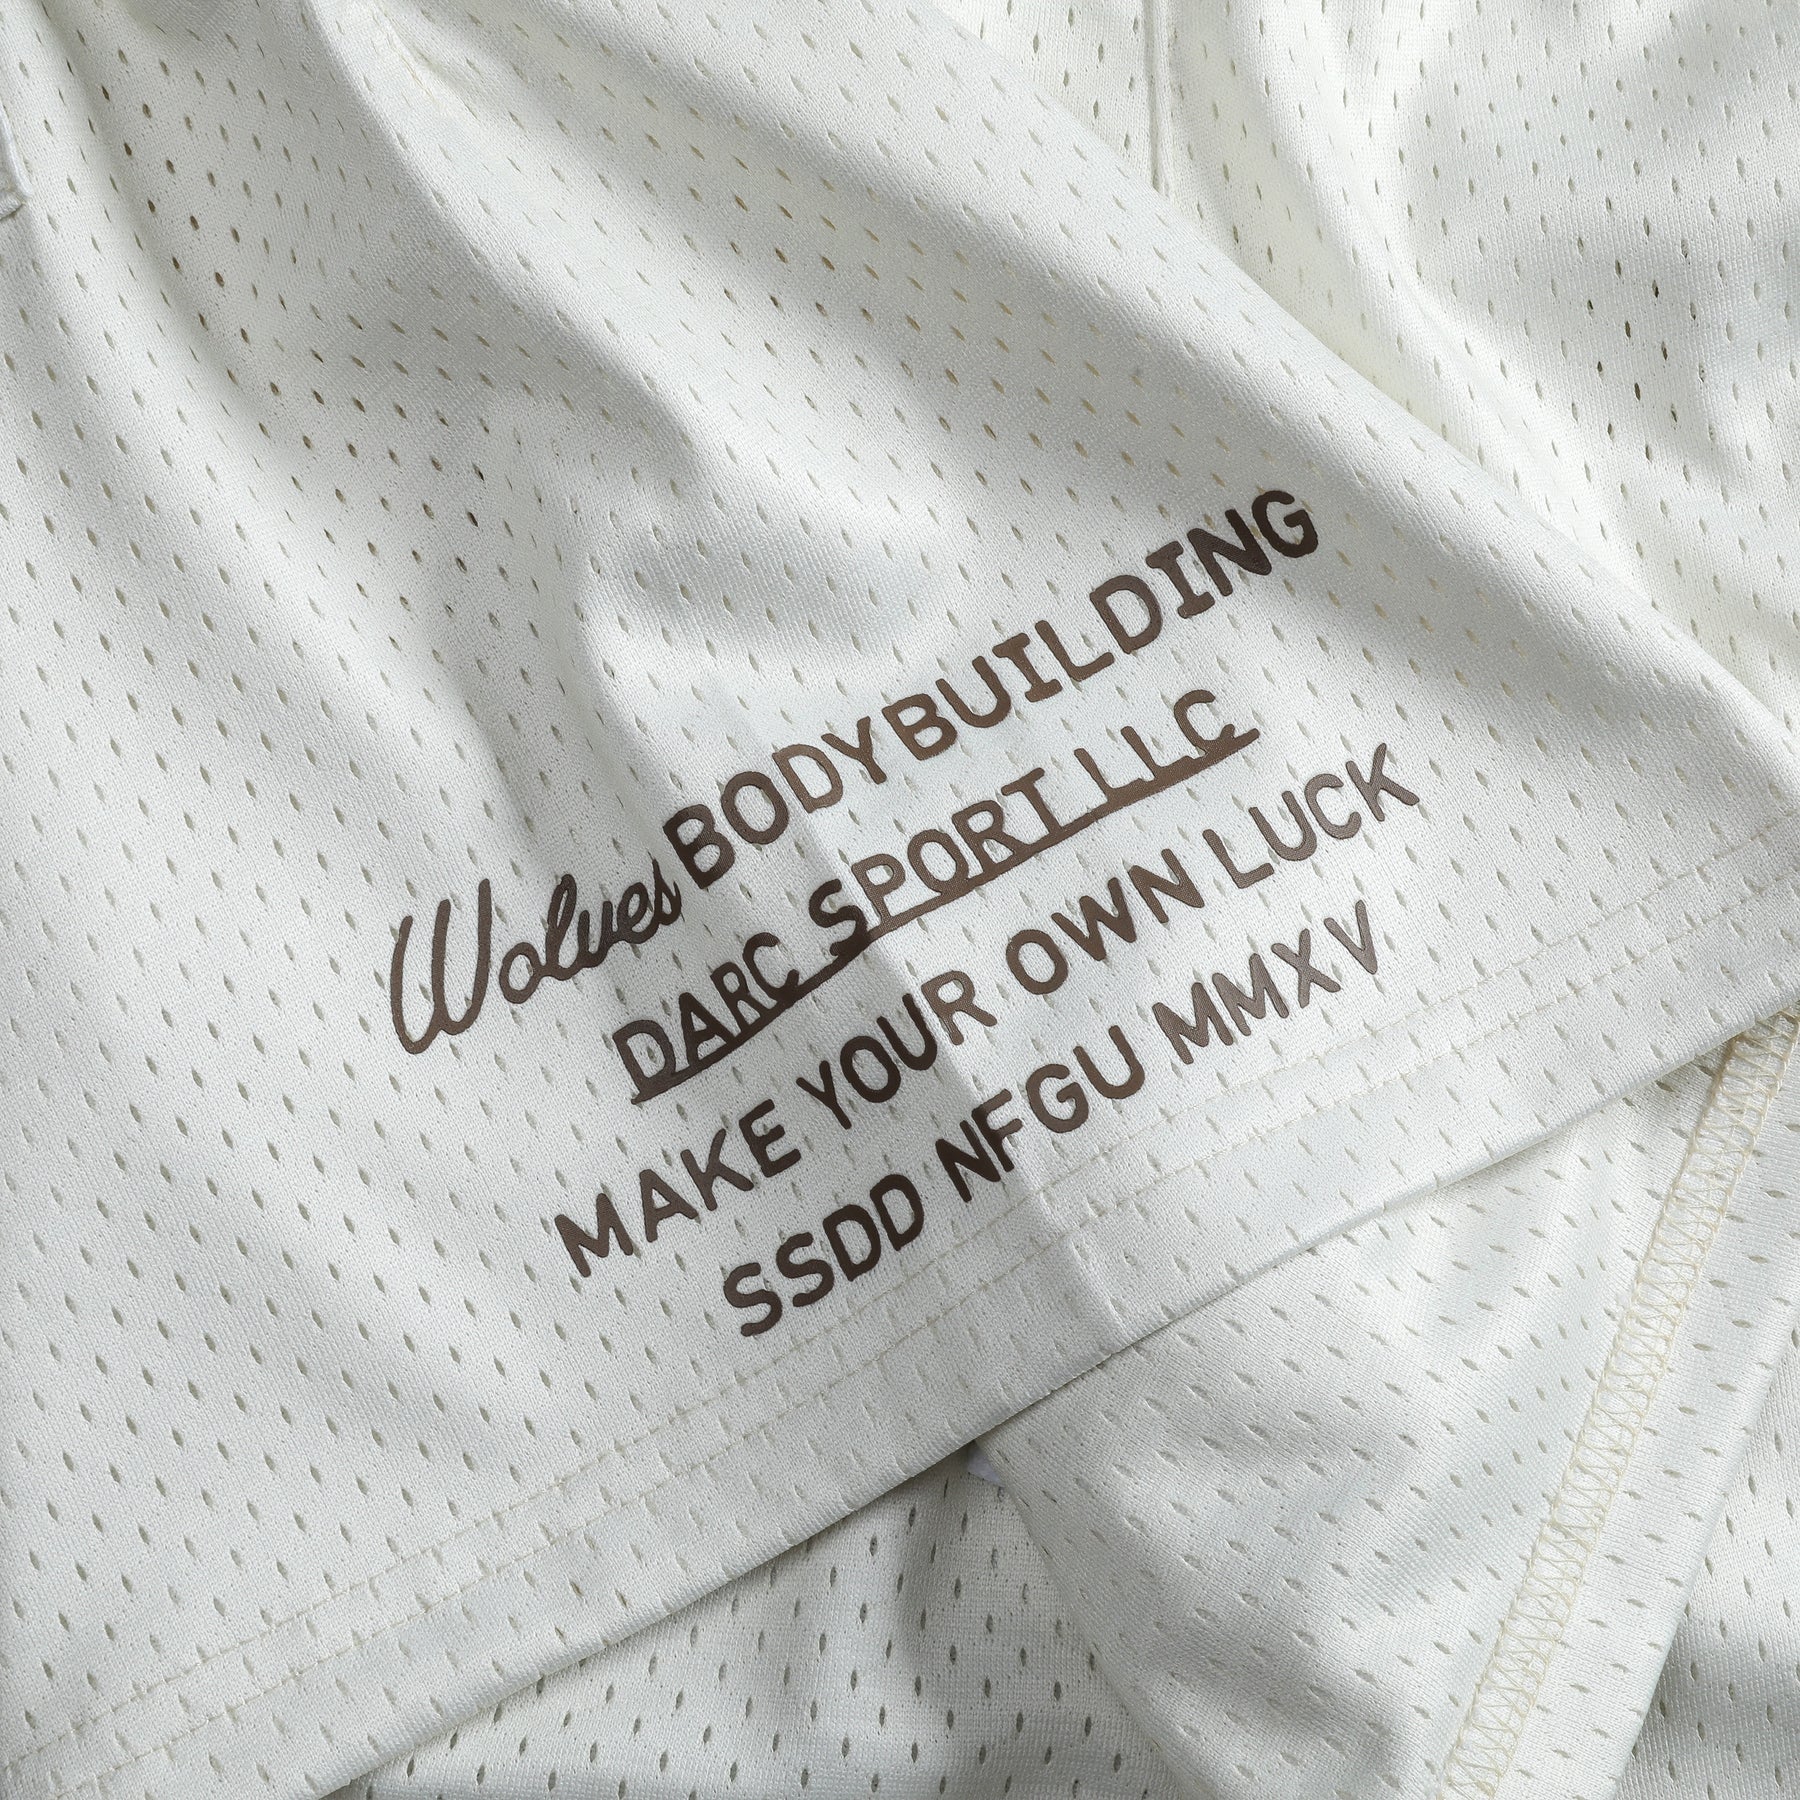 Wolves BODYBUILDING
DARC SPORT LLC
MAKE YOUR OWN LUCK
SSDD NFGU MMXV